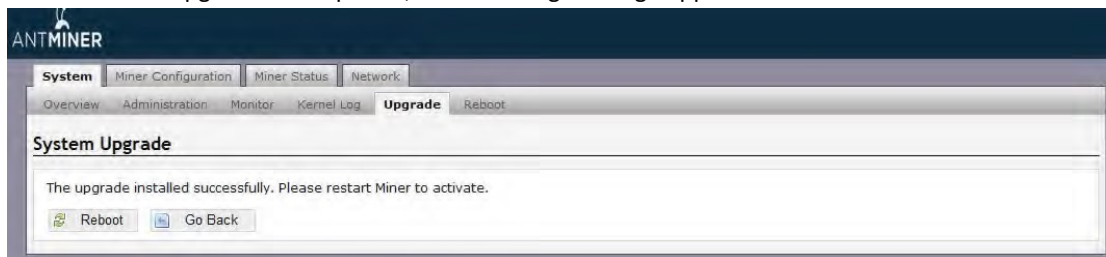 ANTMINER
System Miner Configuration Miner Status Network
Overview Administration Monitor Kernel Log Upgrade Reboot
System Upgrade
The upgrade installed successfully. Please restart Miner to activate.
Reboot Go Back